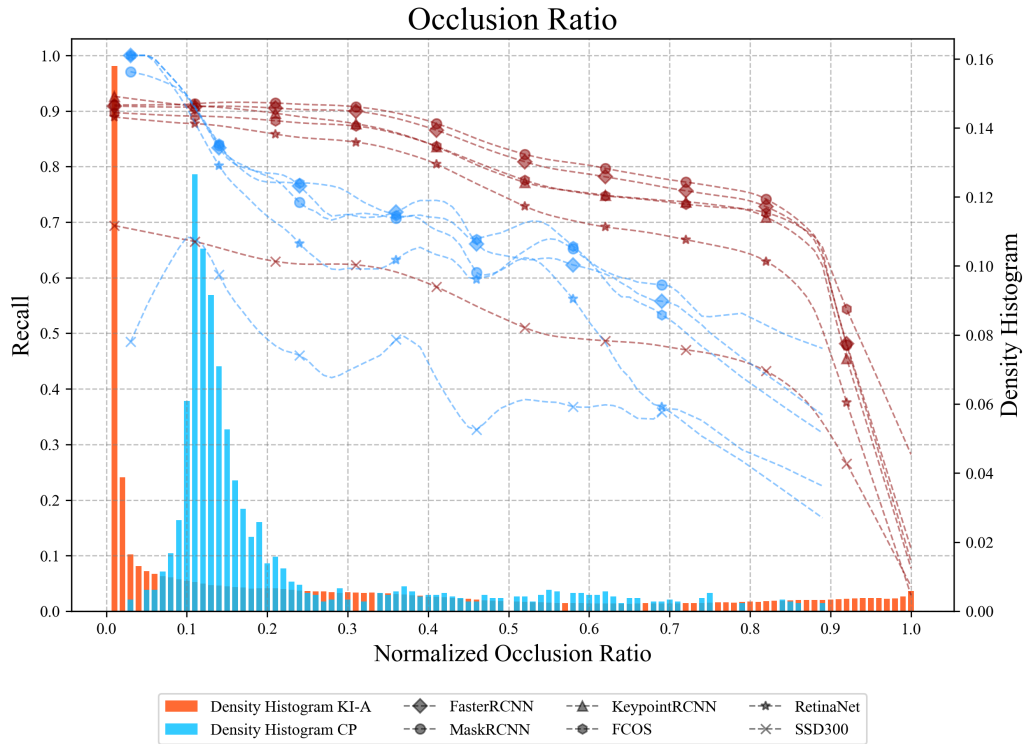 Occlusion Ratio
Recall
1.0
0.9
0.8
0.7
0.6
0.5
0.4
0.3
0.2
0.1
0.0
0.16
0.14
0.12
0.10
0.08
0.06
0.04
0.02
0.00
Density Histogram
0.0 0.1 0.2 0.3 0.4 0.5 0.6 0.7 0.8 0.9 1.0
Normalized Occlusion Ratio
Density Histogram KI-A FasterRCNN KeypointRCNN RetinaNet
Density Histogram CP MaskRCNN FCOS SSD300